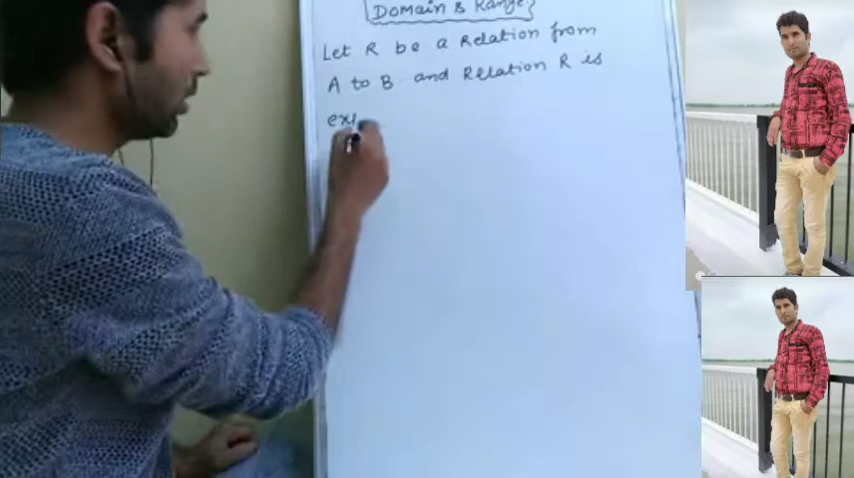 Domain & Range
Let R be a Relation from
A to B and Relation R is